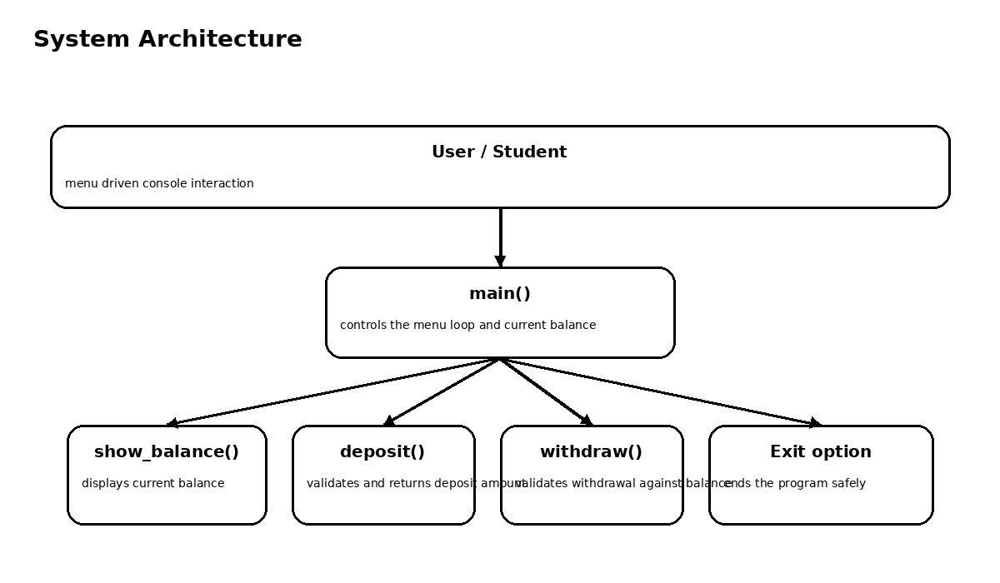 System Architecture
User / Student
menu driven console interaction
main()
controls the menu loop and current balance
show_balance()
displays current balance
deposit()
validates and returns deposit amount
withdraw()
validates withdrawal against balance
Exit option
ends the program safely